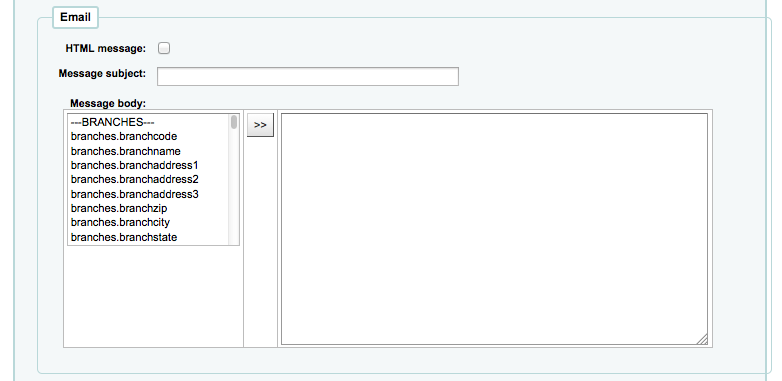 Email
HTML message:
Message subject:
Message body:
---BRANCHES---
branches.branchcode
branches.branchname
branches.branchaddress1
branches.branchaddress2
branches.branchaddress3
branches.branchzip
branches.branchcity
branches.branchstate
>>